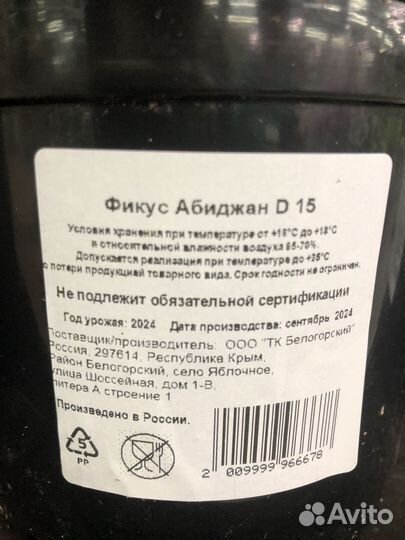 Фикус Абиджан D 15
Условия хранения при температуре от +16°C до +18°C
и относительной влажности воздуха 65-70%.
Допускается реализация при температуре до +25°C
о потери продукцией товарного вида. Срок годности не ограничен.
Не подлежит обязательной сертификации
Год урожая: 2024 Дата производства: сентябрь 2024
Поставщик/производитель: ООО "ТК Белогорский"
Россия, 297614, Республика Крым,
район Белогорский, село Яблочное,
улица Шоссейная, дом 1-В,
литера А строение 1
Произведено в России.
5
PP
2 009999 966678
Avito